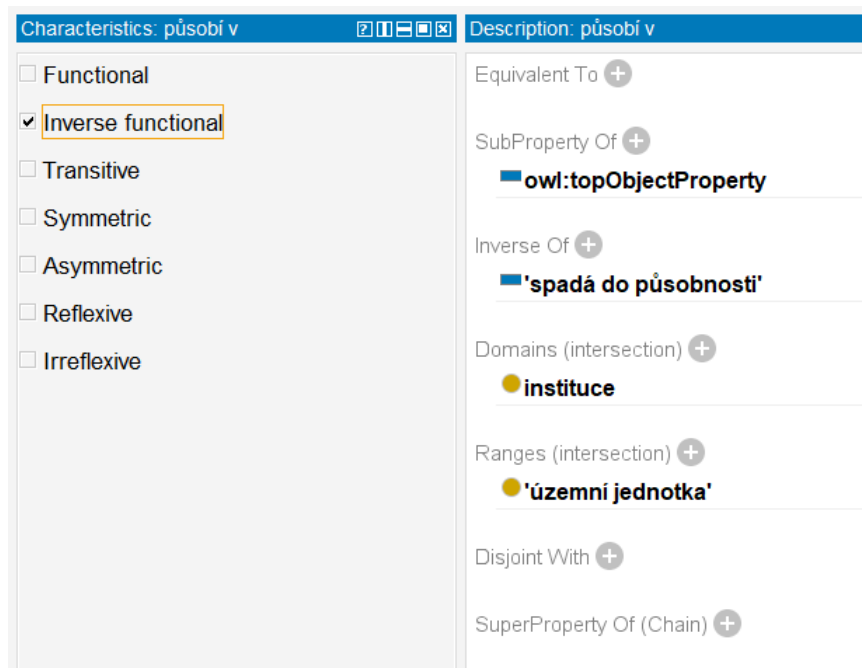 Characteristics: působí v
Functional
Inverse functional
Transitive
Symmetric
Asymmetric
Reflexive
Irreflexive
Description: působí v
Equivalent To
SubProperty Of
owl:topObjectProperty
Inverse Of
'spadá do působnosti'
Domains (intersection)
instituce
Ranges (intersection)
'územní jednotka'
Disjoint With
SuperProperty Of (Chain)